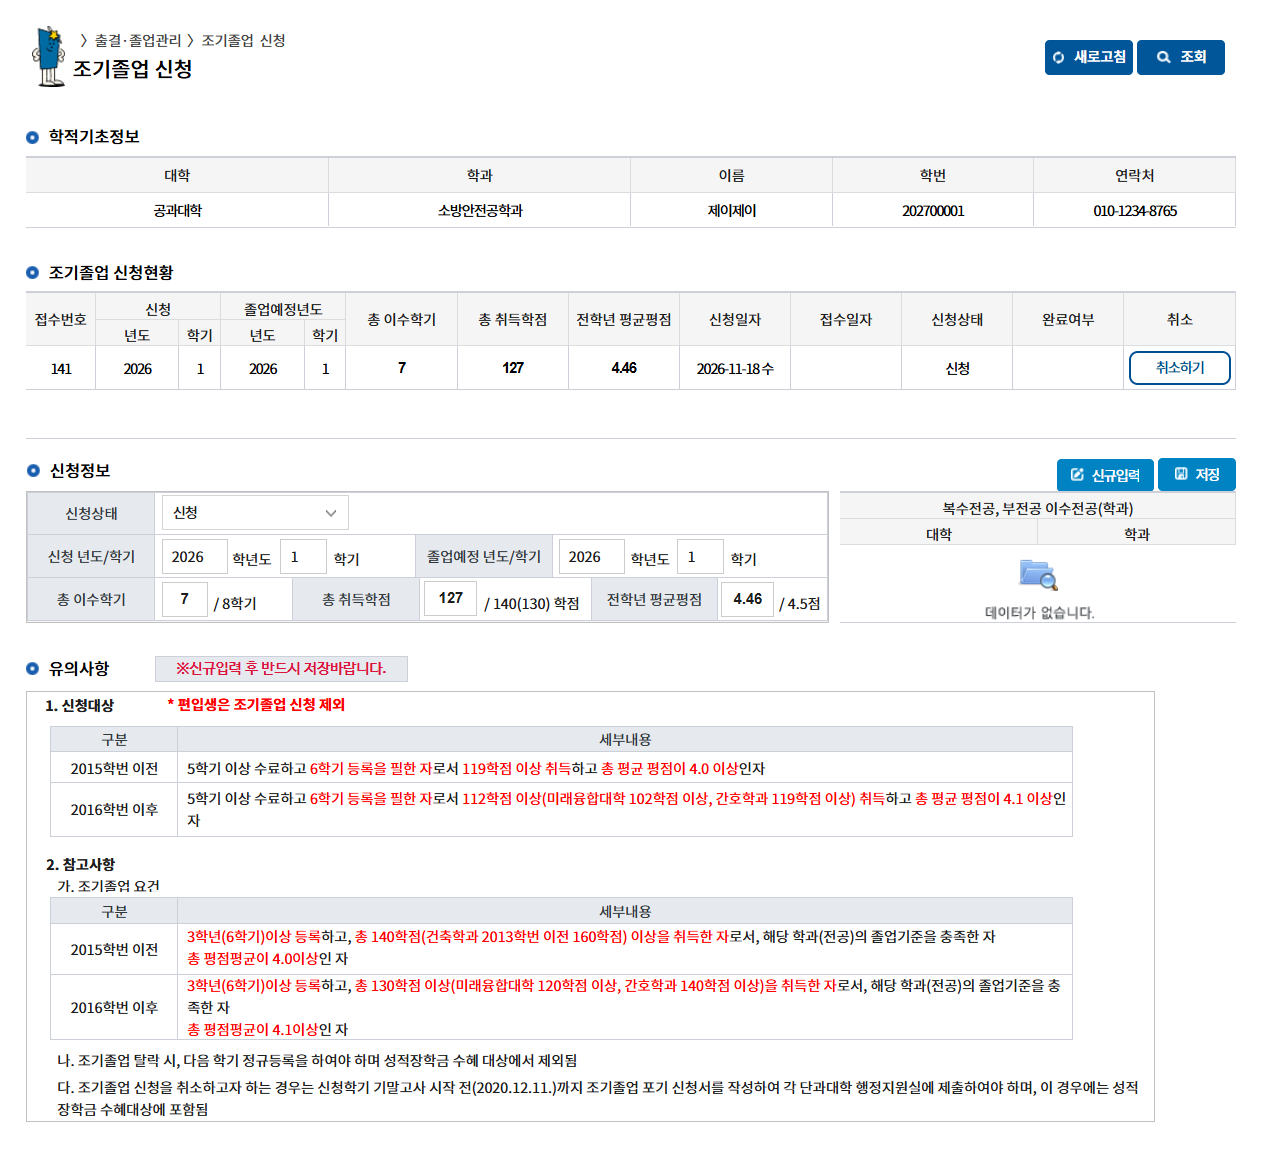 〉 출결·졸업관리 〉 조기졸업 신청
조기졸업 신청
새로고침 조회
학적기초정보
대학 학과 이름 학번 연락처
공과대학 소방안전공학과 제이제이 202700001 010-1234-8765
조기졸업 신청현황
접수번호 신청 졸업예정년도 총 이수학기 총 취득학점 전학년 평균평점 신청일자 접수일자 신청상태 완료여부 취소
년도 학기 년도 학기
141 2026 1 2026 1 7 127 4.46 2026-11-18 수 신청 취소하기
신청정보
신규입력 저징
신청상태 신청
복수전공, 부전공 이수전공(학과)
대학 학과
신청 년도/학기 2026 학년도 1 학기 졸업예정 년도/학기 2026 학년도 1 학기
총 이수학기 7 / 8학기 총 취득학점 127 / 140(130) 학점 전학년 평균평점 4.46 / 4.5점
데이터가 없습니다.
유의사항 ※신규입력 후 반드시 저장바랍니다.
1. 신청대상 * 편입생은 조기졸업 신청 제외
구분 세부내용
2015학번 이전 5학기 이상 수료하고 6학기 등록을 필한 자로서 119학점 이상 취득하고 총 평균 평점이 4.0 이상인자
2016학번 이후 5학기 이상 수료하고 6학기 등록을 필한 자로서 112학점 이상(미래융합대학 102학점 이상, 간호학과 119학점 이상) 취득하고 총 평균 평점이 4.1 이상인
자
2. 참고사항
가. 조기졸업 요건
구분 세부내용
2015학번 이전 3학년(6학기)이상 등록하고, 총 140학점(건축학과 2013학번 이전 160학점) 이상을 취득한 자로서, 해당 학과(전공)의 졸업기준을 충족한 자
총 평점평균이 4.0이상인 자
2016학번 이후 3학년(6학기)이상 등록하고, 총 130학점 이상(미래융합대학 120학점 이상, 간호학과 140학점 이상)을 취득한 자로서, 해당 학과(전공)의 졸업기준을 충
족한 자
총 평점평균이 4.1이상인 자
나. 조기졸업 탈락 시, 다음 학기 정규등록을 하여야 하며 성적장학금 수혜 대상에서 제외됨
다. 조기졸업 신청을 취소하고자 하는 경우는 신청학기 기말고사 시작 전(2020.12.11.)까지 조기졸업 포기 신청서를 작성하여 각 단과대학 행정지원실에 제출하여야 하며, 이 경우에는 성적
장학금 수혜대상에 포함됨